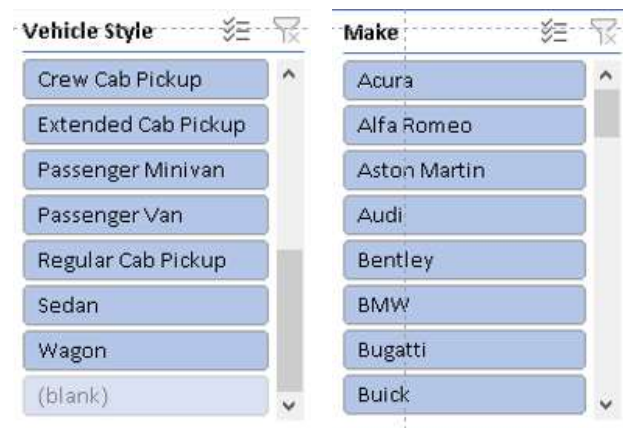 Vehicle Style
Crew Cab Pickup
Extended Cab Pickup
Passenger Minivan
Passenger Van
Regular Cab Pickup
Sedan
Wagon
(blank)
Make
Acura
Alfa Romeo
Aston Martin
Audi
Bentley
BMW
Bugatti
Buick